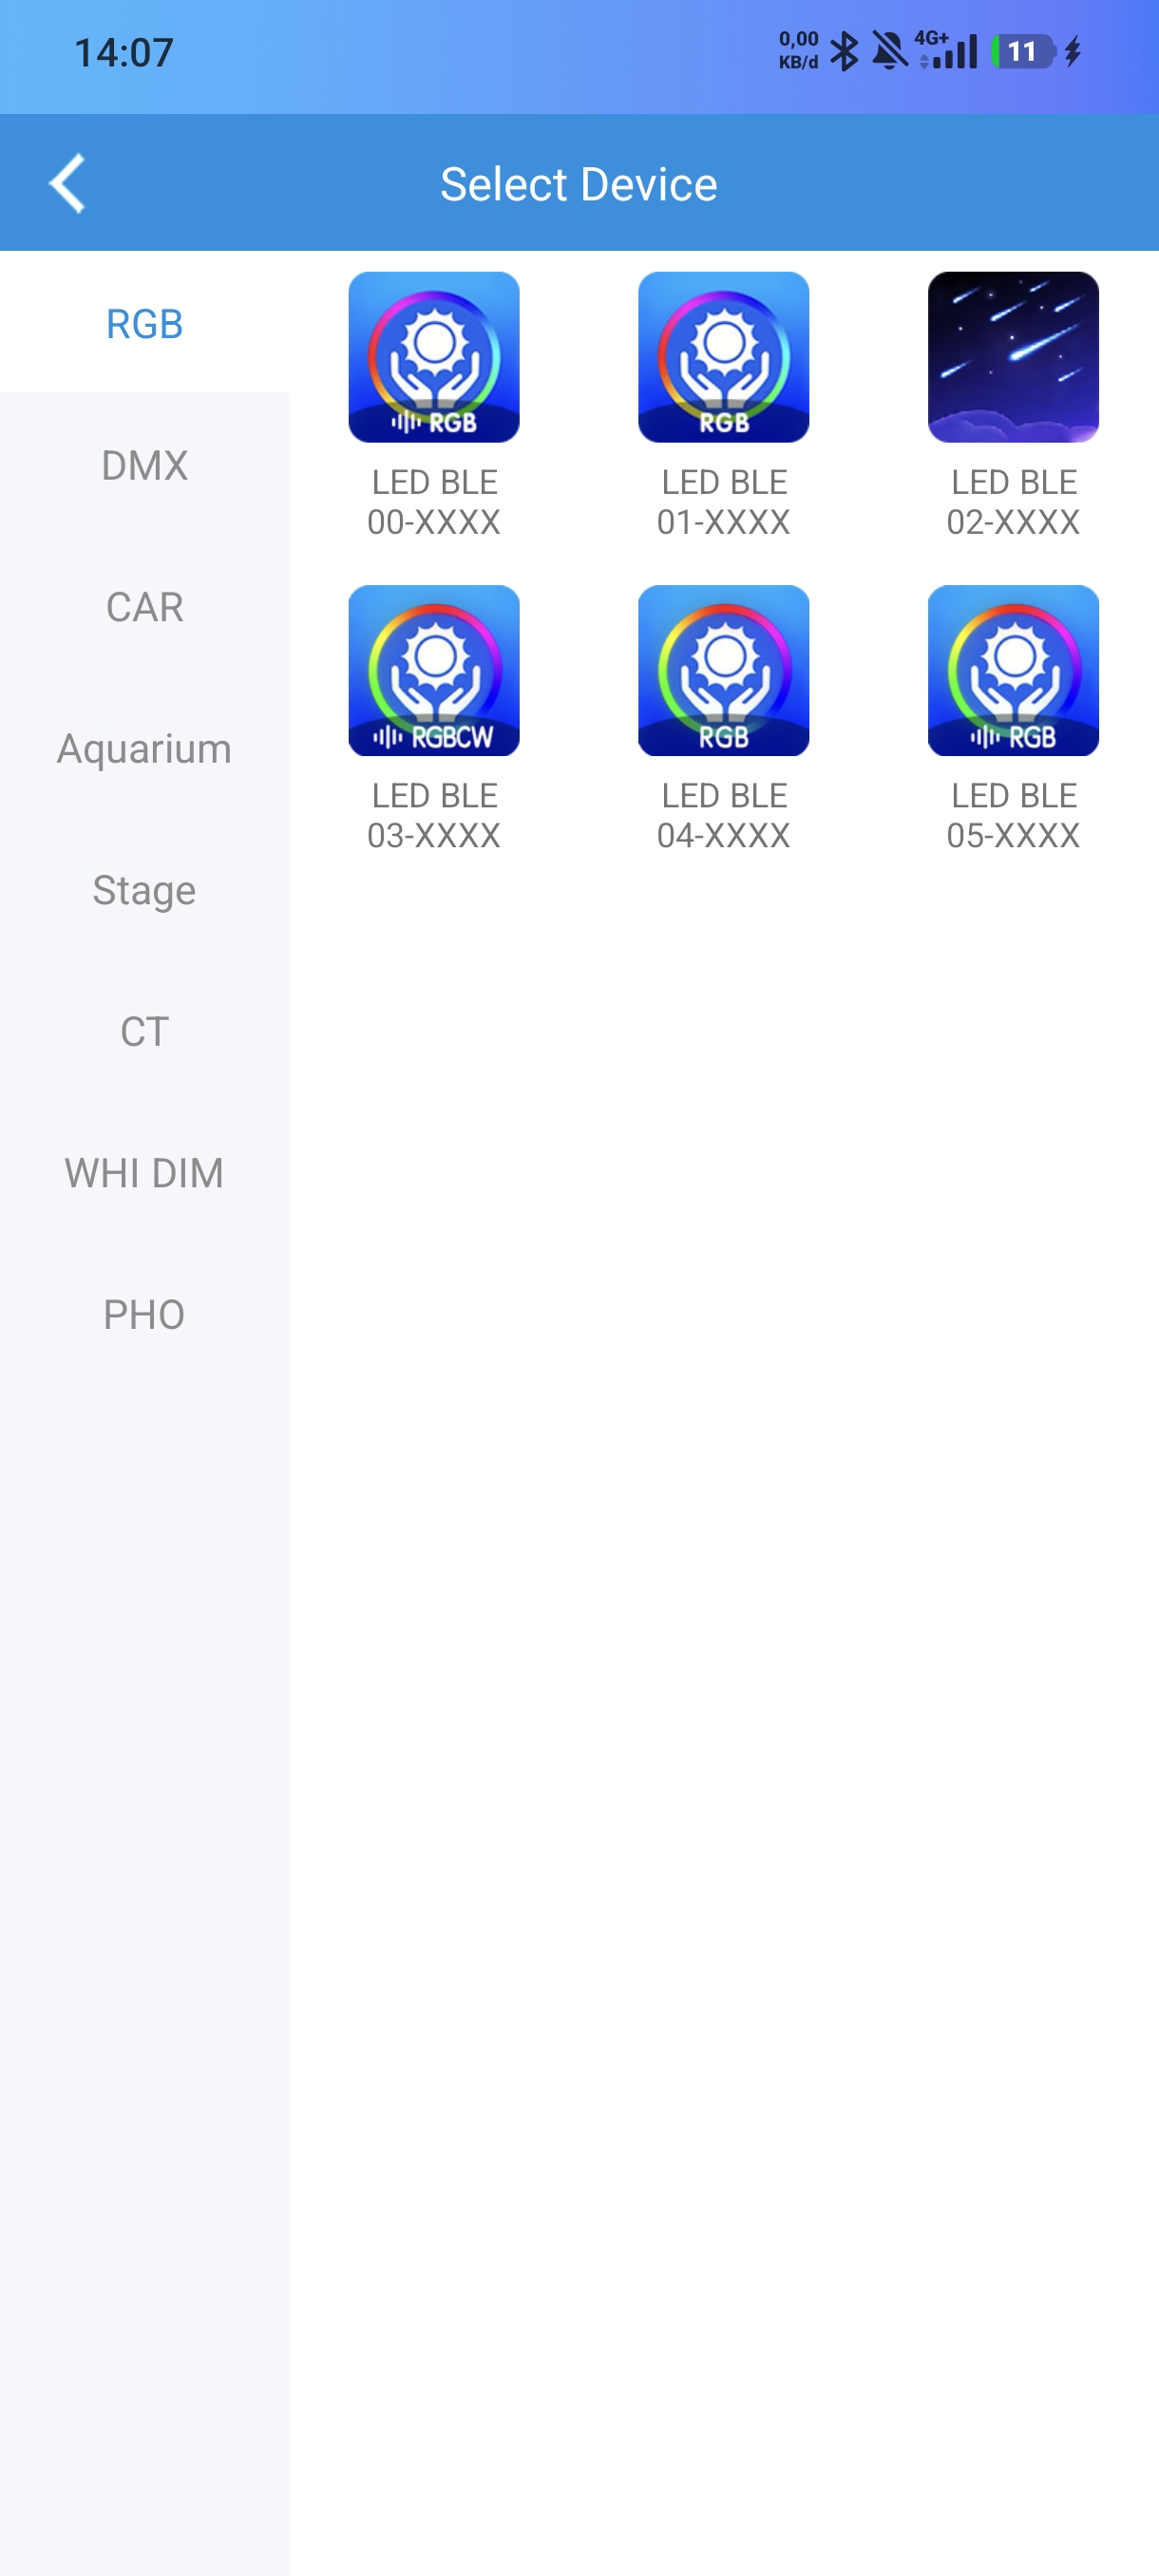 14:07
0,00
KB/d
4G+
11
Select Device
RGB
DMX
CAR
Aquarium
Stage
CT
WHI DIM
PHO
RGB
LED BLE
00-XXXX
RGB
LED BLE
01-XXXX
LED BLE
02-XXXX
RGBCW
LED BLE
03-XXXX
RGB
LED BLE
04-XXXX
RGB
LED BLE
05-XXXX